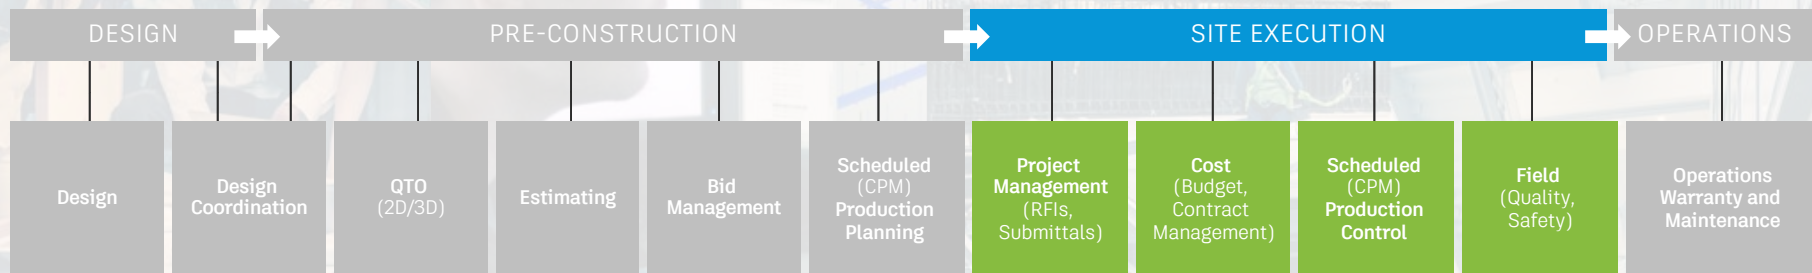 DESIGN
PRE-CONSTRUCTION
SITE EXECUTION
OPERATIONS
Design
Design
Coordination
QTO
(2D/3D)
Estimating
Bid
Management
Scheduled
(CPM)
Production
Planning
Project
Management
(RFIs,
Submittals)
Cost
(Budget,
Contract
Management)
Scheduled
(CPM)
Production
Control
Field
(Quality,
Safety)
Operations
Warranty and
Maintenance